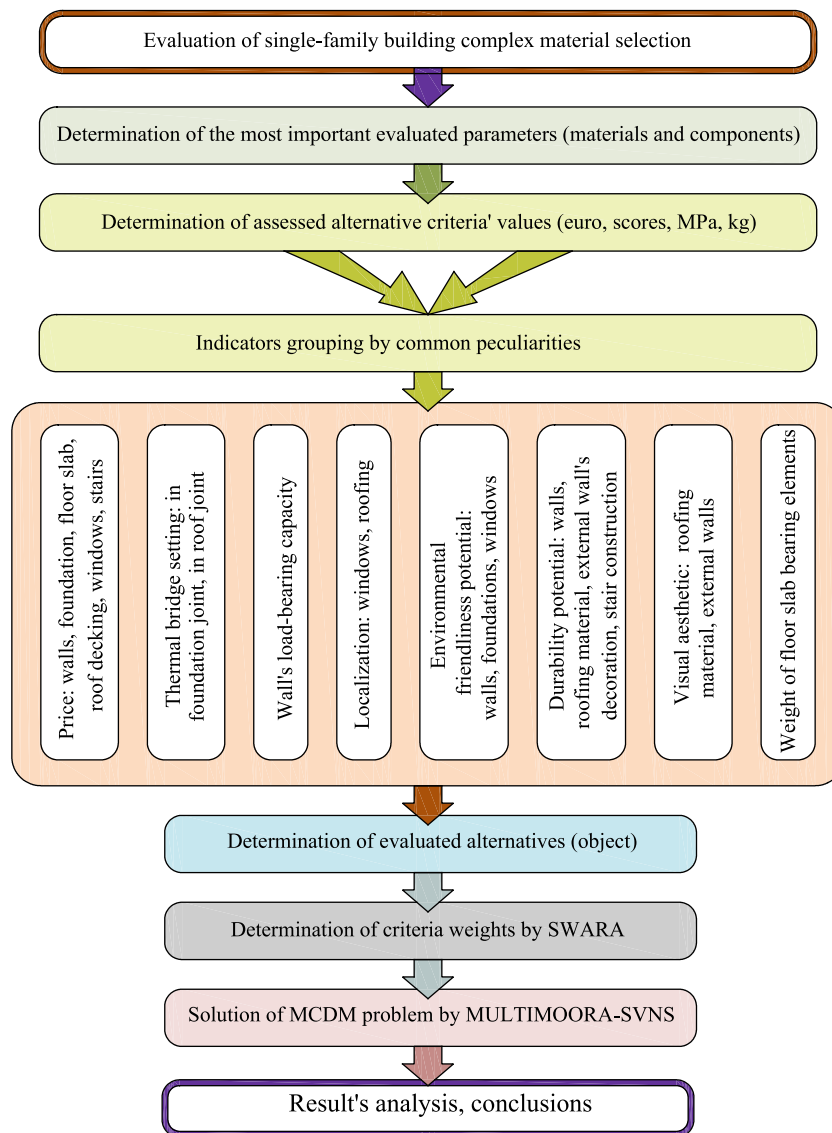 Evaluation of single-family building complex material selection
Determination of the most important evaluated parameters (materials and components)
Determination of assessed alternative criteria' values (euro, scores, MPa, kg)
Indicators grouping by common peculiarities
Price: walls, foundation, floor slab,
roof decking, windows, stairs
Thermal bridge setting: in
foundation joint, in roof joint
Wall's load-bearing capacity
Localization: windows, roofing
Environmental
friendliness potential:
walls, foundations, windows
Durability potential: walls,
roofing material, external wall's
decoration, stair construction
Visual aesthetic: roofing
material, external walls
Weight of floor slab bearing elements
Determination of evaluated alternatives (object)
Determination of criteria weights by SWARA
Solution of MCDM problem by MULTIMOORA-SVNS
Result's analysis, conclusions